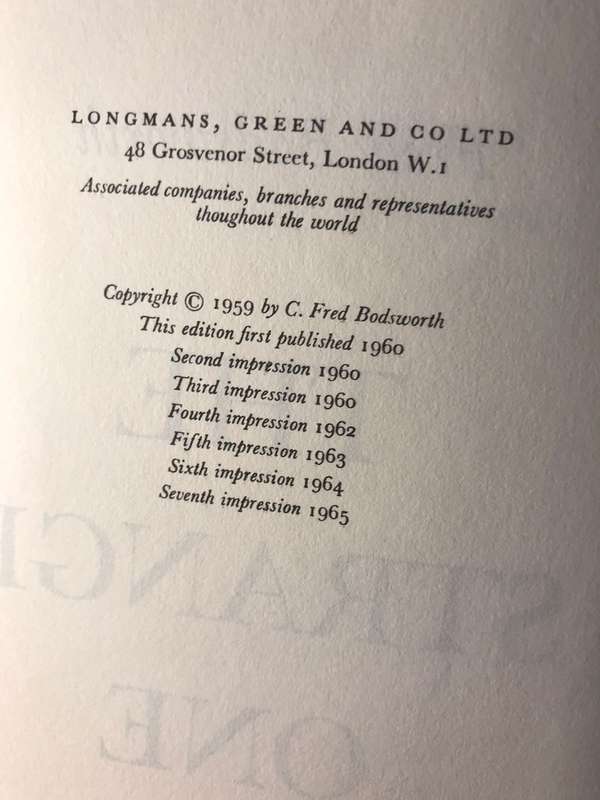 LONGMANS, GREEN AND CO LTD
48 Grosvenor Street, London W.1
Associated companies, branches and representatives
thoughout the world
Copyright © 1959 by C. Fred Bodsworth
This edition first published 1960
Second impression 1960
Third impression 1960
Fourth impression 1962
Fifth impression 1963
Sixth impression 1964
Seventh impression 1965
STRANG
ONE